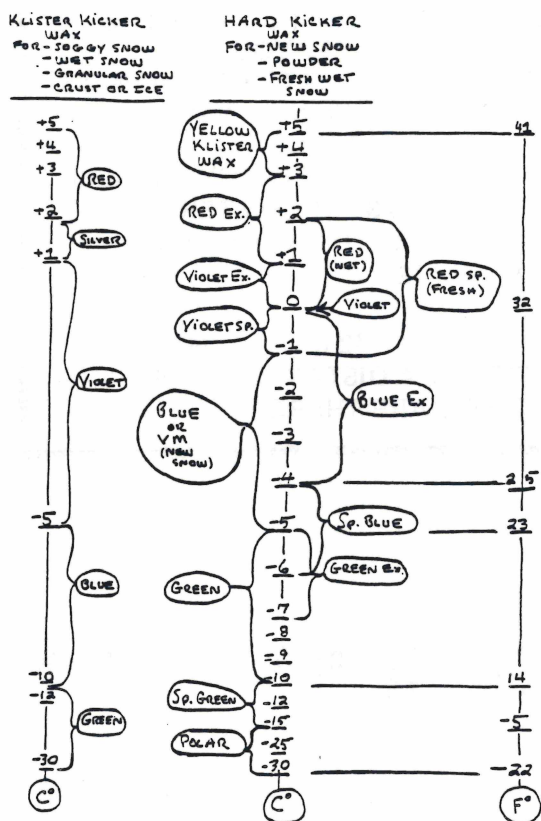 KLISTER KICKER
WAX
FOR - SOGGY SNOW
- WET SNOW
- GRANULAR SNOW
- CRUST OR ICE
+5
+4
+3
+2
+1
-5
-10
-12
-30
C°
RED
SILVER
VIOLET
BLUE
GREEN
HARD KICKER
WAX
FOR - NEW SNOW
- POWDER
- FRESH WET
SNOW
+5
+4
+3
+2
+1
0
-1
-2
-3
-4
-5
-6
-7
-8
-9
-10
-12
-15
-25
-30
C°
YELLOW
KLISTER
WAX
RED EX.
VIOLET EX.
VIOLET SP.
BLUE
OR
VM
(NEW
SNOW)
GREEN
SP. GREEN
POLAR
RED
(WET)
VIOLET
RED SP.
(FRESH)
BLUE EX
SP. BLUE
GREEN EX.
41
32
25
23
14
-5
-22
F°